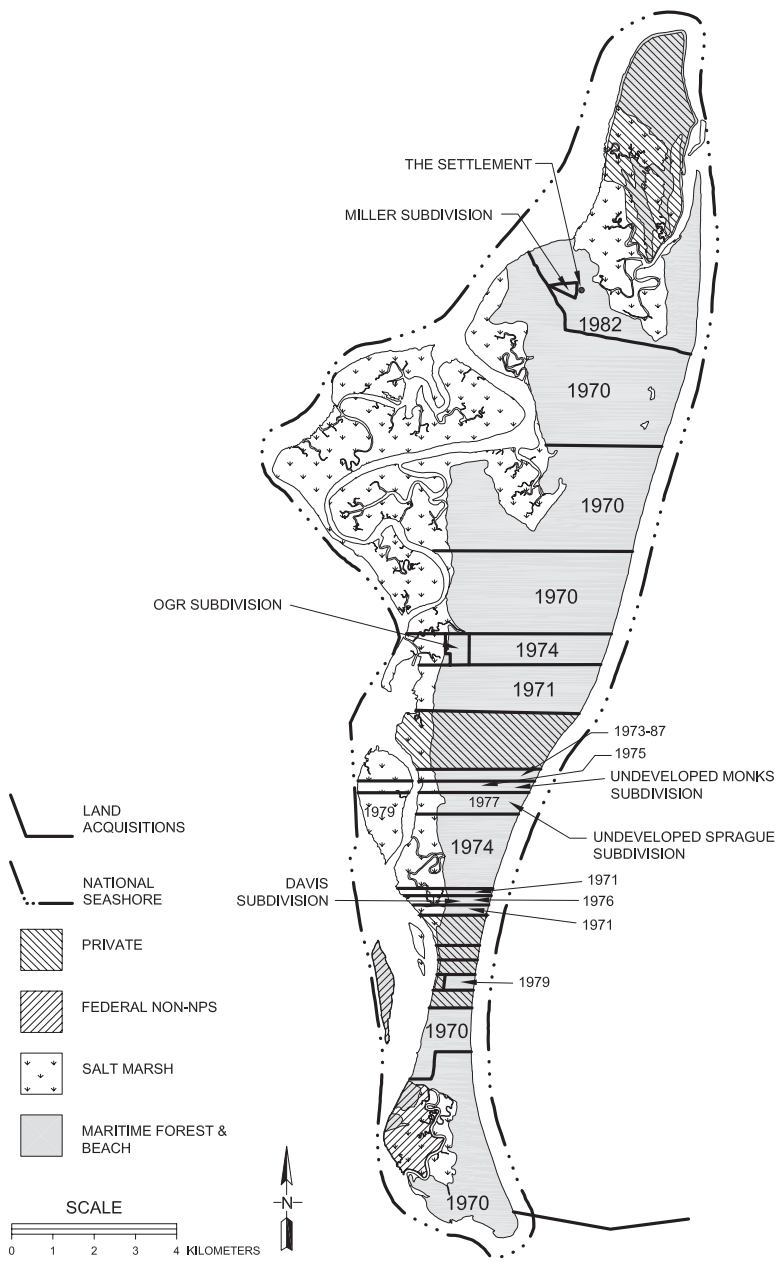 THE SETTLEMENT
MILLER SUBDIVISION
1982
1970
1970
1970
OGR SUBDIVISION
1974
1971
1973-87
1975
UNDEVELOPED MONKS
SUBDIVISION
1977
1979
UNDEVELOPED SPRAGUE
SUBDIVISION
1974
DAVIS
SUBDIVISION
1971
1976
1971
1979
1970
1970
LAND
ACQUISITIONS
NATIONAL
SEASHORE
PRIVATE
FEDERAL NON-NPS
SALT MARSH
MARITIME FOREST &
BEACH
SCALE
0 1 2 3 4 KILOMETERS
N